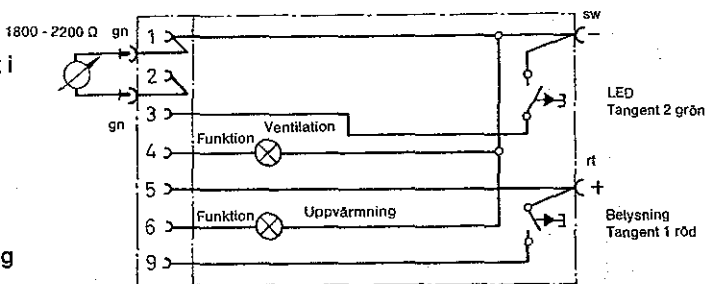 sw
1800 - 2200 Ω gn
1
−
i
2
LED
Tangent 2 grön
3
gn
Ventilation
Funktion
4
rt
5
+
Uppvärmning
Funktion
6
Belysning
Tangent 1 röd
g
9